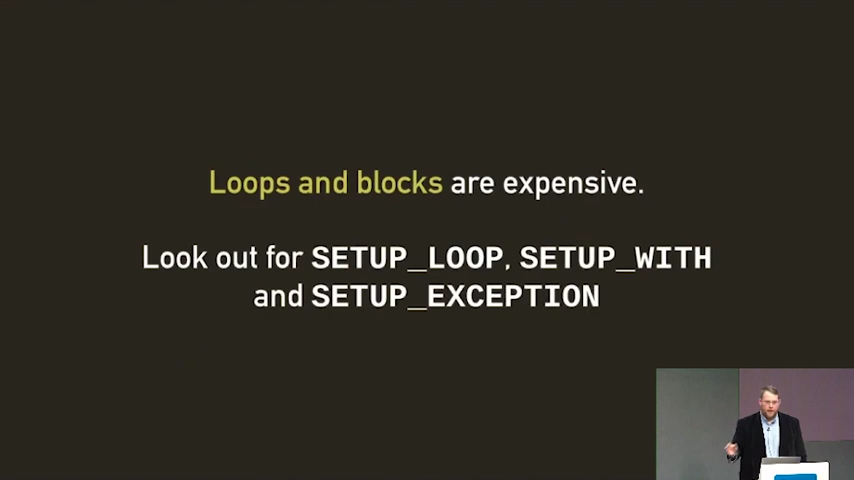 Loops and blocks are expensive.
Look out for SETUP_LOOP, SETUP_WITH
and SETUP_EXCEPTION